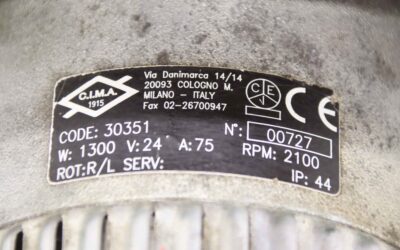 C.I.M.A.
1915
Via Danimarca 14/14
20093 COLOGNO M.
MILANO - ITALY
Fax 02-26700947
CE
CODE: 30351 N°: 00727
W: 1300 V: 24 A: 75 RPM: 2100
ROT: R/L SERV: IP: 44